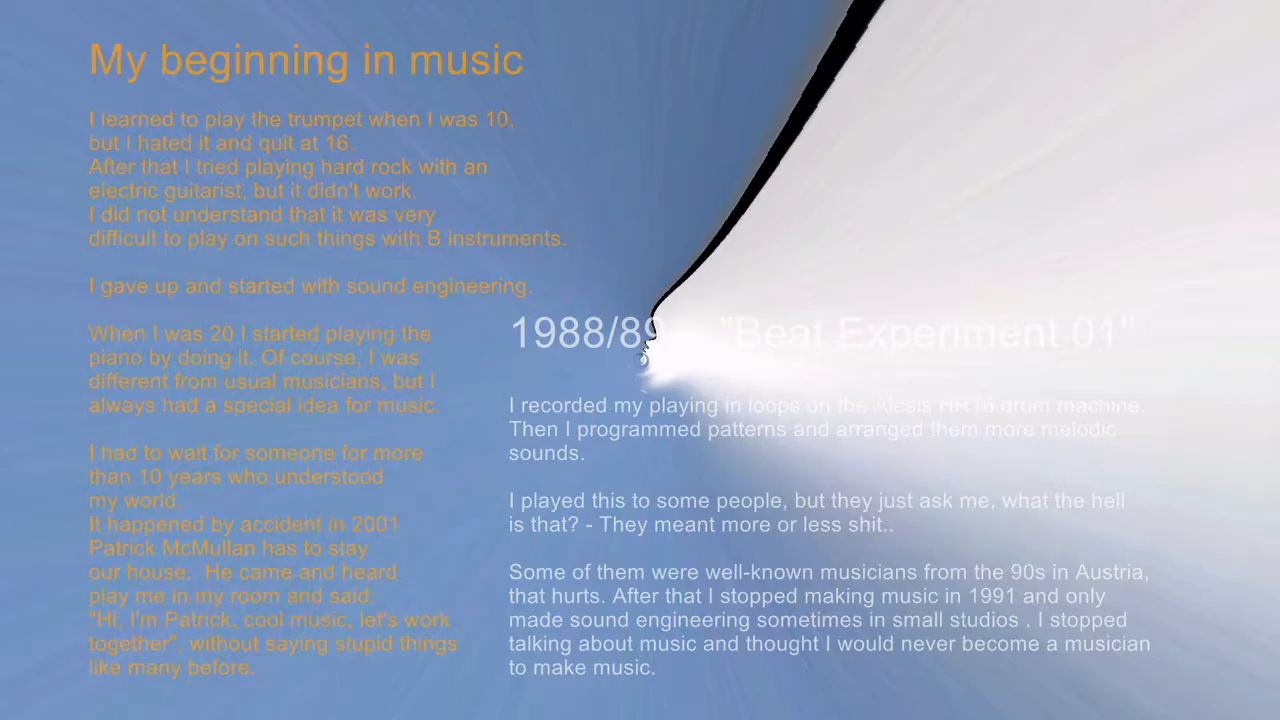 My beginning in music
I learned to play the trumpet when I was 10,
but I hated it and quit at 16.
After that I tried playing hard rock with an
electric guitarist, but it didn't work.
I did not understand that it was very
difficult to play on such things with B instruments.
I gave up and started with sound engineering.
When I was 20 I started playing the
piano by doing it. Of course, I was
different from usual musicians, but I
always had a special idea for music.
I had to wait for someone for more
than 10 years who understood
my world.
It happened by accident in 2001
Patrick McMullan has to stay
our house. He came and heard
play me in my room and said:
"Hi, I'm Patrick, cool music, let's work
together", without saying stupid things
like many before.
1988/89 "Beat Experiment 01"
I recorded my playing in loops on the Alesis HR16 drum machine.
Then I programmed patterns and arranged them more melodic
sounds.
I played this to some people, but they just ask me, what the hell
is that? - They meant more or less shit..
Some of them were well-known musicians from the 90s in Austria,
that hurts. After that I stopped making music in 1991 and only
made sound engineering sometimes in small studios . I stopped
talking about music and thought I would never become a musician
to make music.